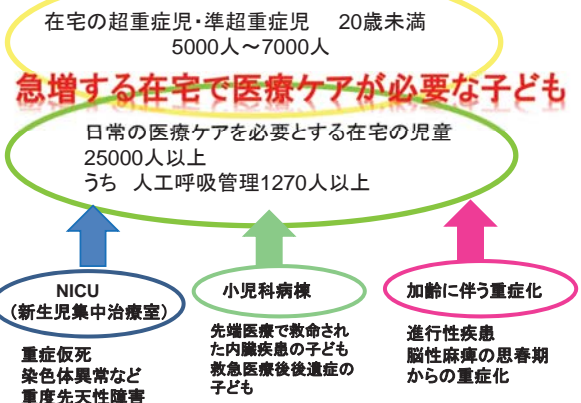 在宅の超重症児・準超重症児　20歳未満
5000人～7000人
急増する在宅で医療ケアが必要な子ども
日常の医療ケアを必要とする在宅の児童
25000人以上
うち　人工呼吸管理1270人以上
NICU
（新生児集中治療室）
重症仮死
染色体異常など
重度先天性障害
小児科病棟
先端医療で救命され
た内臓疾患の子ども
救急医療後後遺症の
子ども
加齢に伴う重症化
進行性疾患
脳性麻痺の思春期
からの重症化